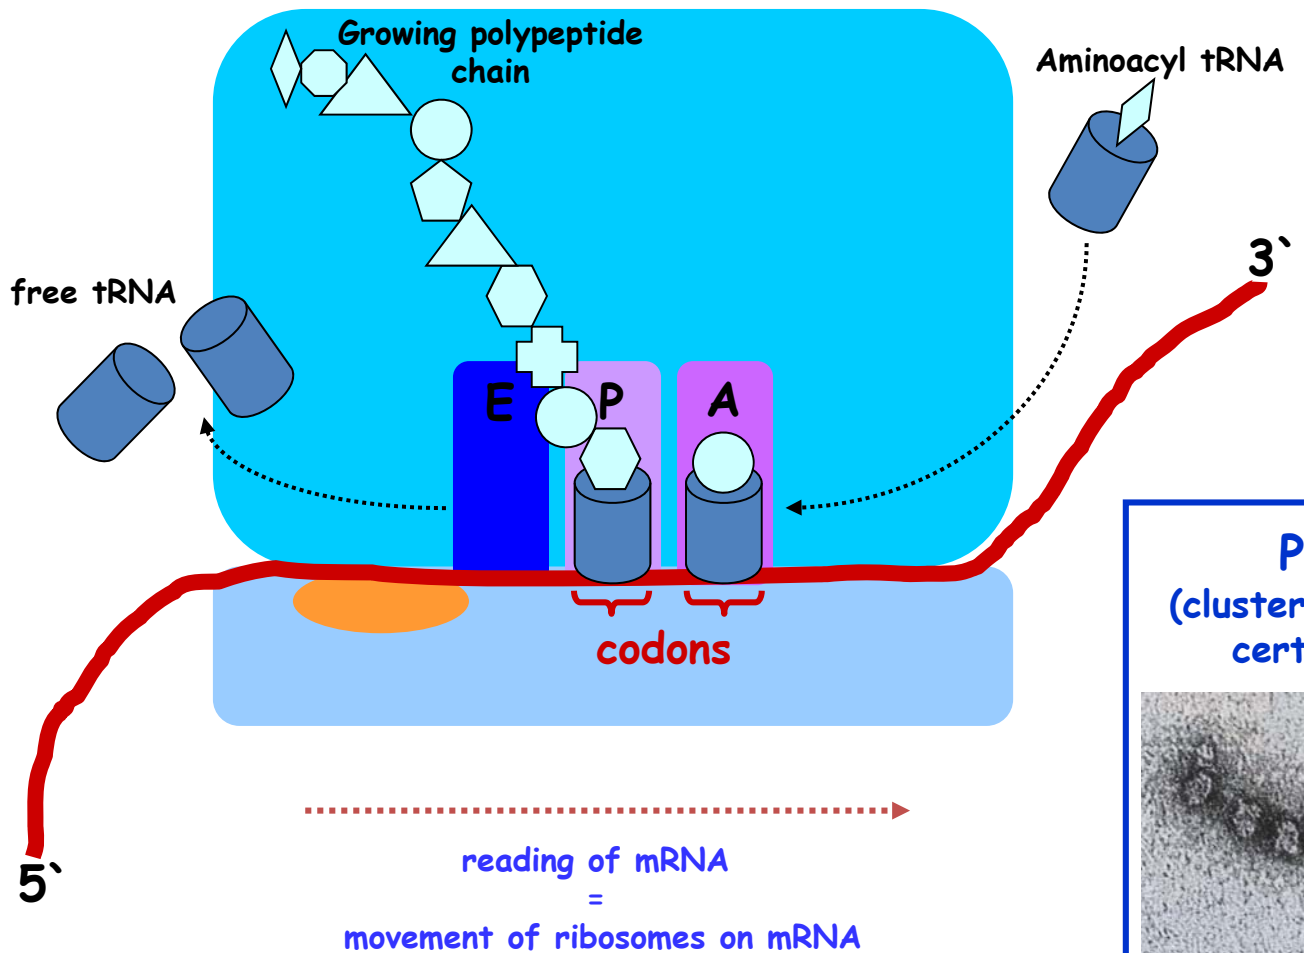 Growing polypeptide
chain
Aminoacyl tRNA
3`
free tRNA
E
P
A
codons
5`
reading of mRNA
=
movement of ribosomes on mRNA
P
(cluster
cert